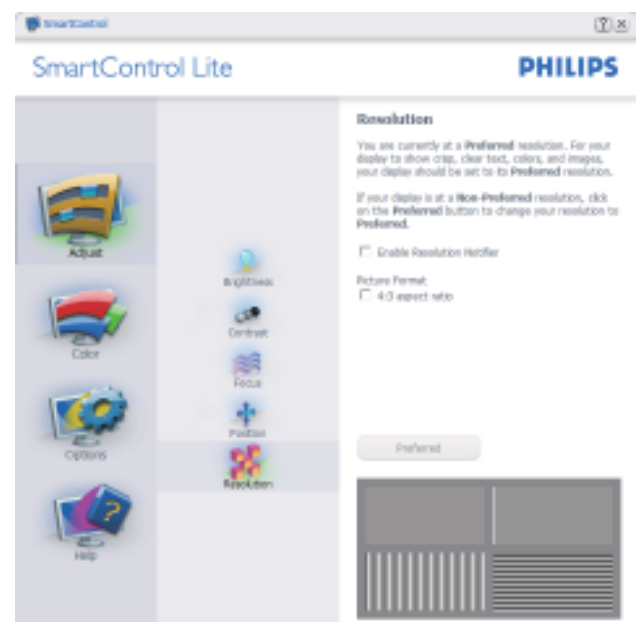 SmartControl
SmartControl Lite
PHILIPS
Adjust
Color
Options
Help
Brightness
Contrast
Focus
Position
Resolution
Resolution
You are currently at a Preferred resolution. For your
display to show crisp, clear text, colors, and images,
your display should be set to its Preferred resolution.
If your display is at a Non-Preferred resolution, click
on the Preferred button to change your resolution to
Preferred.
Enable Resolution Notifier
Picture Format
4:3 aspect ratio
Preferred